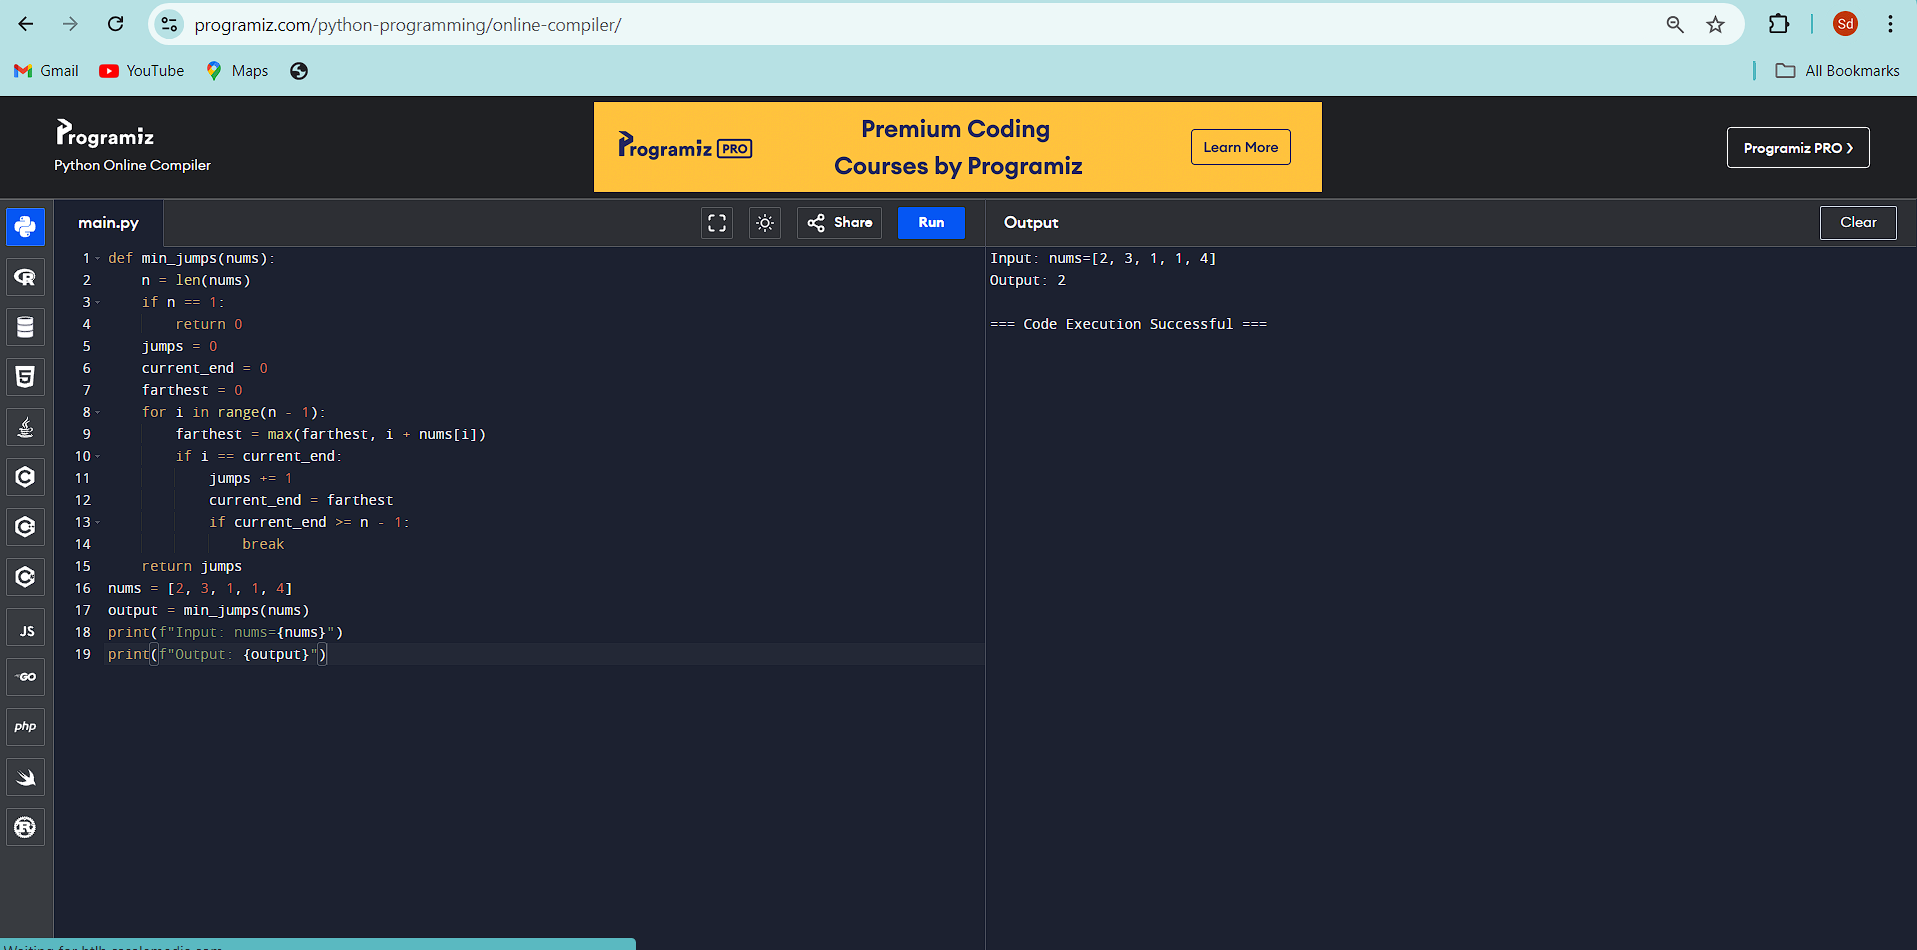 programiz.com/python-programming/online-compiler/
Sd
Gmail YouTube Maps All Bookmarks
Programiz
Python Online Compiler
Programiz PRO
Premium Coding
Courses by Programiz
Learn More
Programiz PRO ❯
main.py Share Run
Output Clear
1 def min_jumps(nums):
2     n = len(nums)
3     if n == 1:
4         return 0
5     jumps = 0
6     current_end = 0
7     farthest = 0
8     for i in range(n - 1):
9         farthest = max(farthest, i + nums[i])
10         if i == current_end:
11             jumps += 1
12             current_end = farthest
13             if current_end >= n - 1:
14                 break
15     return jumps
16 nums = [2, 3, 1, 1, 4]
17 output = min_jumps(nums)
18 print(f"Input: nums={nums}")
19 print(f"Output: {output}")
Input: nums=[2, 3, 1, 1, 4]
Output: 2
=== Code Execution Successful ===
R
5
C
C
C
JS
GO
php
R